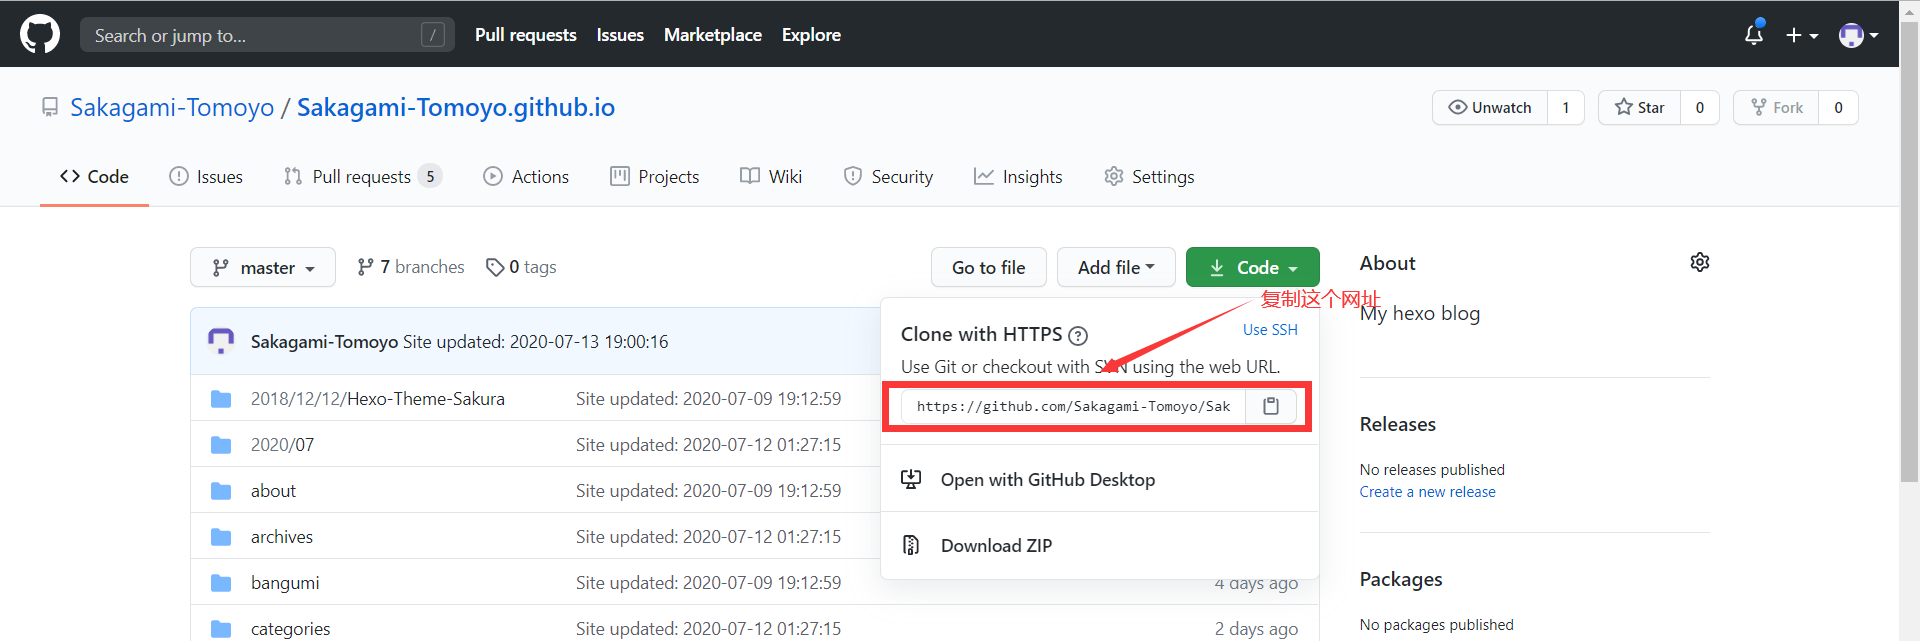 Search or jump to... /
Pull requests Issues Marketplace Explore
Sakagami-Tomoyo / Sakagami-Tomoyo.github.io
Unwatch 1
Star 0
Fork 0
Code
Issues
Pull requests 5
Actions
Projects
Wiki
Security
Insights
Settings
master
7 branches
0 tags
Go to file
Add file
Code
复制这个网址
Clone with HTTPS ?
Use SSH
Use Git or checkout with SVN using the web URL.
https://github.com/Sakagami-Tomoyo/Sak
Open with GitHub Desktop
Download ZIP
Sakagami-Tomoyo Site updated: 2020-07-13 19:00:16
2018/12/12/Hexo-Theme-Sakura Site updated: 2020-07-09 19:12:59
2020/07 Site updated: 2020-07-12 01:27:15
about Site updated: 2020-07-09 19:12:59
archives Site updated: 2020-07-12 01:27:15
bangumi Site updated: 2020-07-09 19:12:59 4 days ago
categories Site updated: 2020-07-12 01:27:15 2 days ago
About
My hexo blog
Releases
No releases published
Create a new release
Packages
No packages published